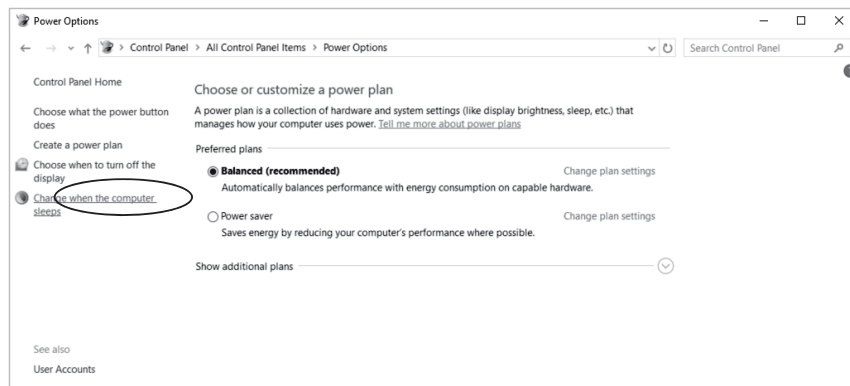 Power Options
Control Panel > All Control Panel Items > Power Options
Search Control Panel
Control Panel Home
Choose what the power button
does
Create a power plan
Choose when to turn off the
display
Change when the computer
sleeps
Choose or customize a power plan
A power plan is a collection of hardware and system settings (like display brightness, sleep, etc.) that
manages how your computer uses power. Tell me more about power plans
Preferred plans
Balanced (recommended)
Change plan settings
Automatically balances performance with energy consumption on capable hardware.
Power saver
Change plan settings
Saves energy by reducing your computer's performance where possible.
Show additional plans
See also
User Accounts